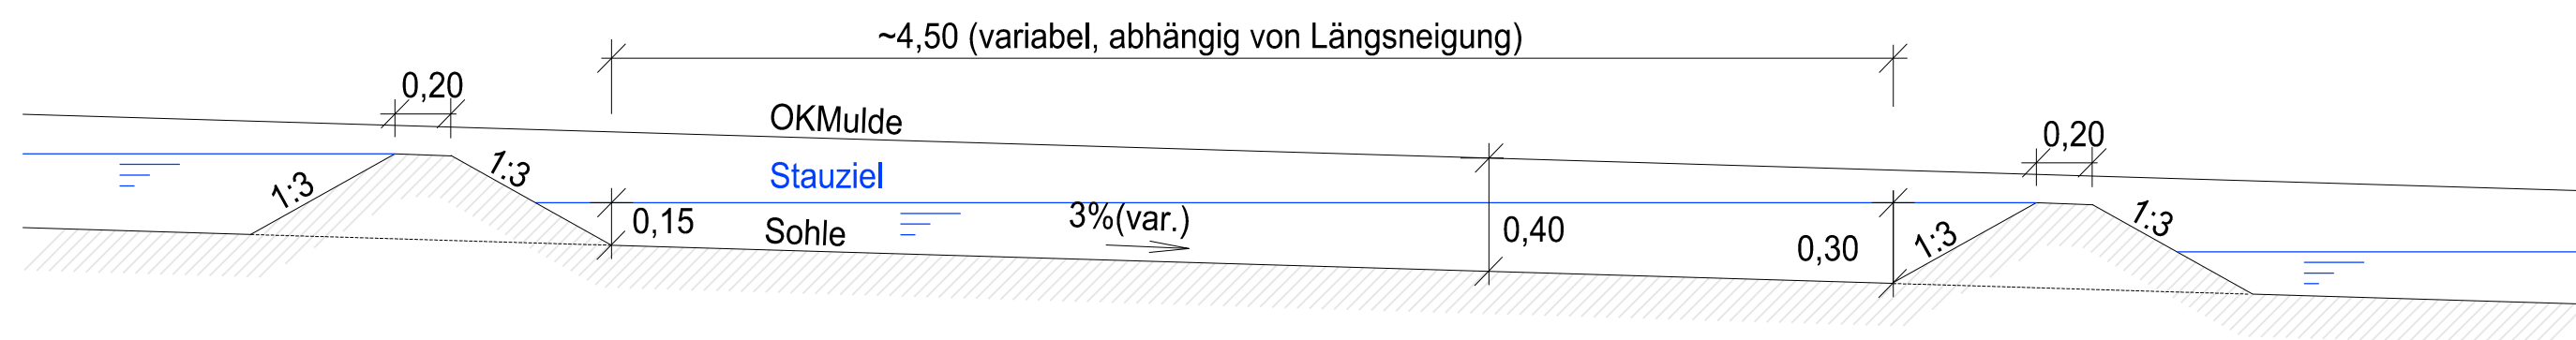 ~4,50 (variabel, abhängig von Längsneigung)
0,20
OKMulde
0,20
1:3
1:3
Stauziel
0,15
Sohle
3%(var.)
0,40
0,30
1:3
1:3